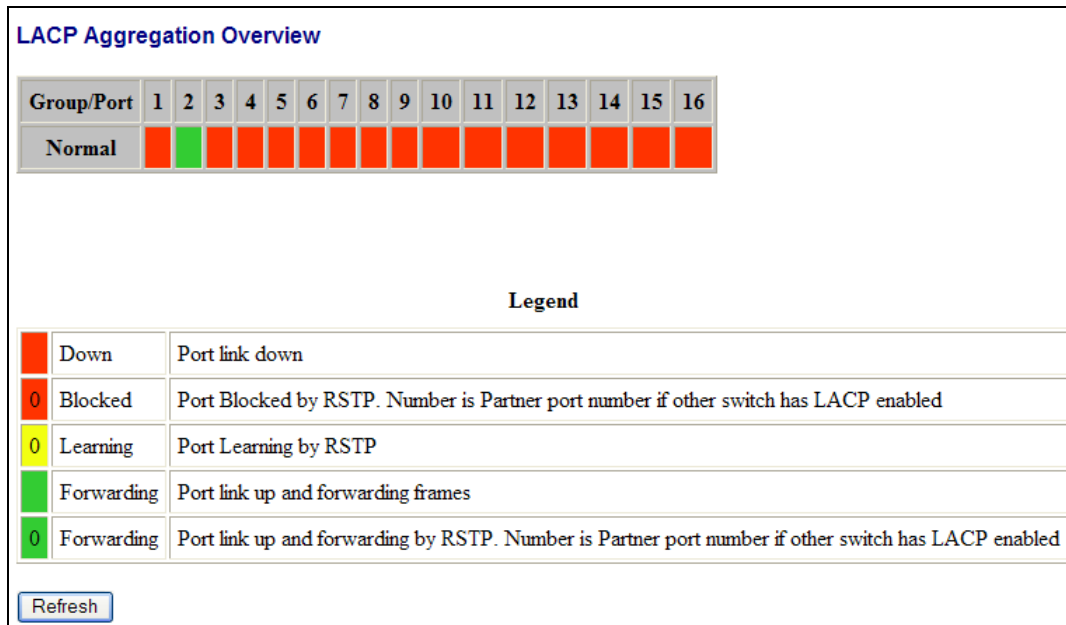 LACP Aggregation Overview
Group/Port 1 2 3 4 5 6 7 8 9 10 11 12 13 14 15 16
Normal
Legend
Down Port link down
0 Blocked Port Blocked by RSTP. Number is Partner port number if other switch has LACP enabled
0 Learning Port Learning by RSTP
Forwarding Port link up and forwarding frames
0 Forwarding Port link up and forwarding by RSTP. Number is Partner port number if other switch has LACP enabled
Refresh